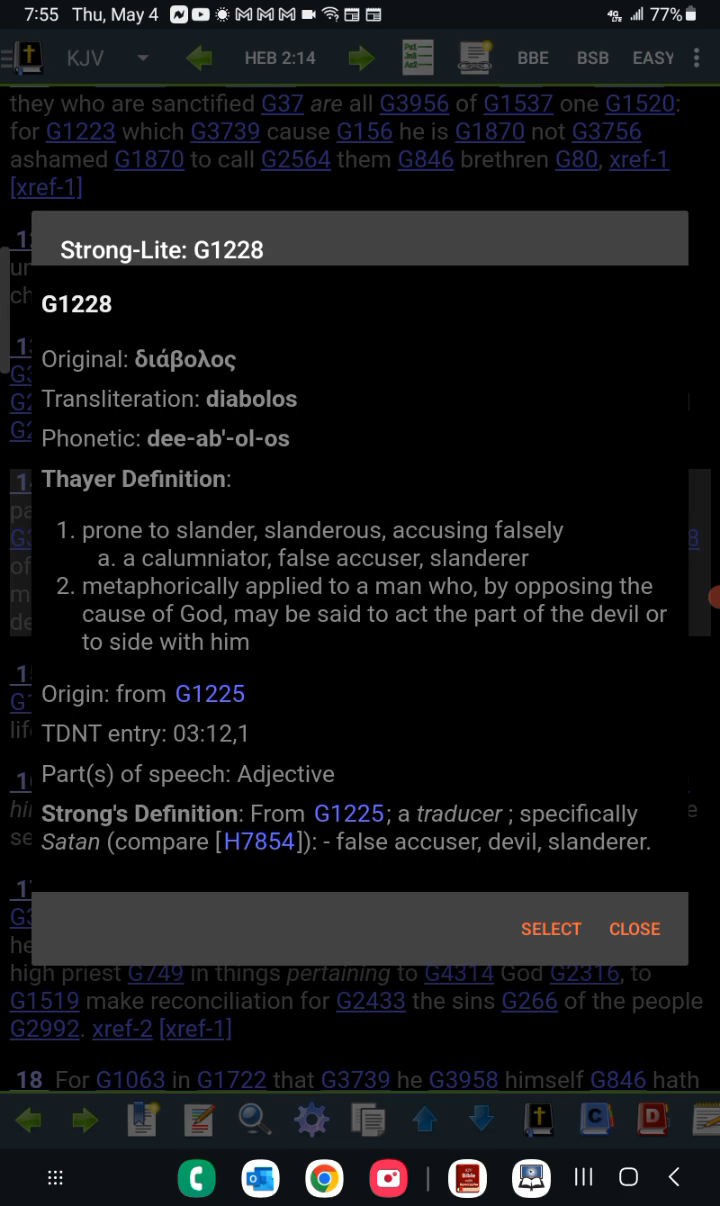 7:55 Thu, May 4 77%
KJV HEB 2:14 BBE BSB EASY
they who are sanctified G37 are all G3956 of G1537 one G1520:
for G1223 which G3739 cause G156 he is G1870 not G3756
ashamed G1870 to call G2564 them G846 brethren G80, xref-1
[xref-1]
Strong-Lite: G1228
G1228
Original: διάβολος
Transliteration: diabolos
Phonetic: dee-ab'-ol-os
Thayer Definition:
1. prone to slander, slanderous, accusing falsely
a. a calumniator, false accuser, slanderer
2. metaphorically applied to a man who, by opposing the
cause of God, may be said to act the part of the devil or
to side with him
Origin: from G1225
TDNT entry: 03:12,1
Part(s) of speech: Adjective
Strong's Definition: From G1225; a traducer ; specifically
Satan (compare [H7854]): - false accuser, devil, slanderer.
SELECT CLOSE
high priest G749 in things pertaining to G4314 God G2316, to
G1519 make reconciliation for G2433 the sins G266 of the people
G2992. xref-2 [xref-1]
18 For G1063 in G1722 that G3739 he G3958 himself G846 hath